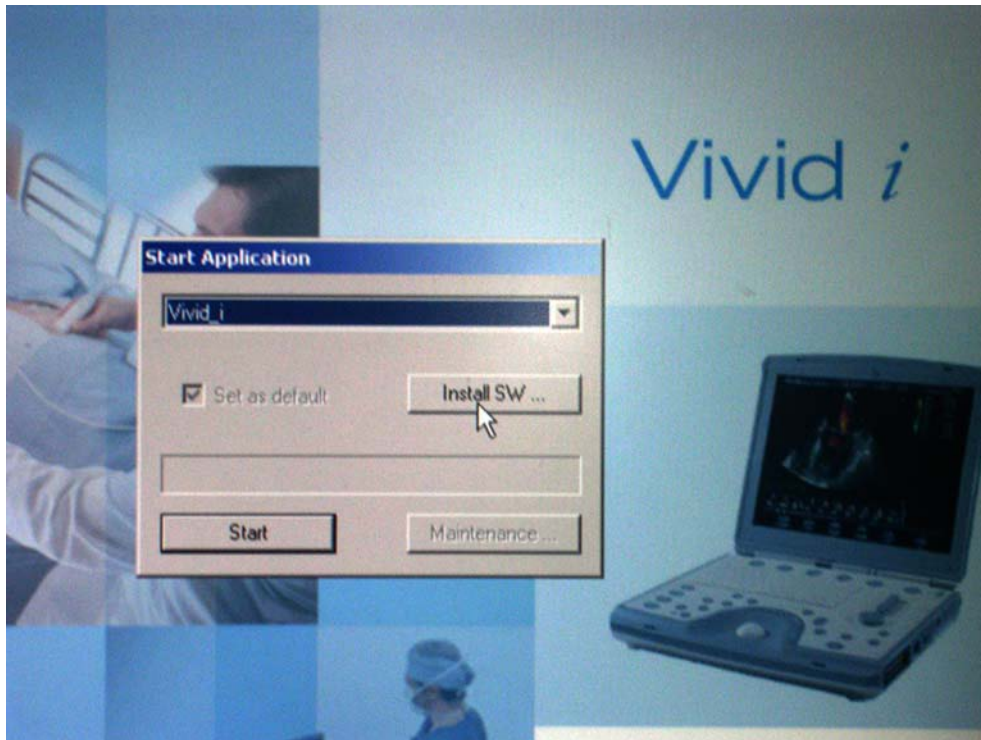 Vivid i
Start Application
Vivid_i
Set as default
Install SW ...
Start
Maintenance ...